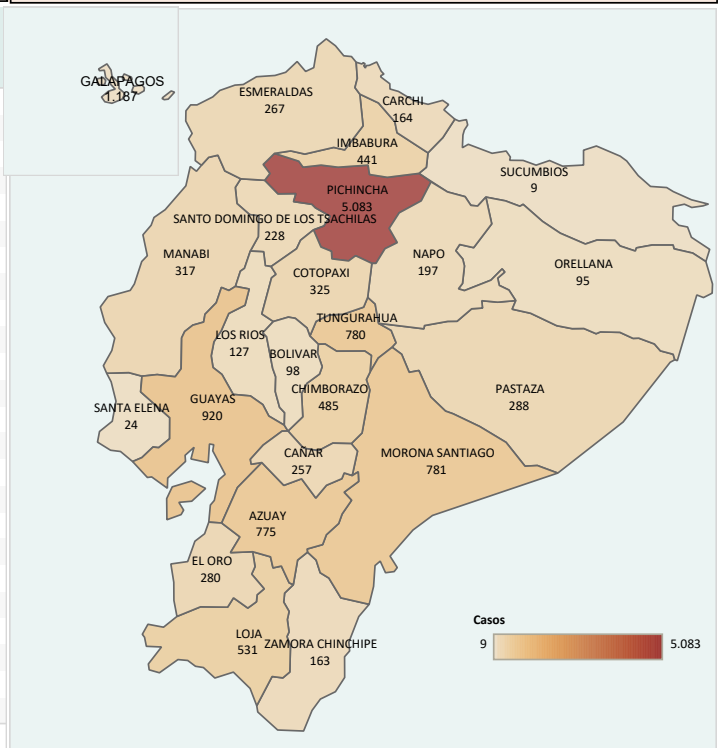 GALAPAGOS
1.187
ESMERALDAS
267
CARCHI
164
IMBABURA
441
SUCUMBIOS
9
PICHINCHA
5.083
SANTO DOMINGO DE LOS TSACHILAS
228
MANABI
317
NAPO
197
ORELLANA
95
COTOPAXI
325
TUNGURAHUA
780
LOS RIOS
127
BOLIVAR
98
CHIMBORAZO
485
PASTAZA
288
SANTA ELENA
24
GUAYAS
920
CAÑAR
257
MORONA SANTIAGO
781
AZUAY
775
EL ORO
280
LOJA
531
ZAMORA CHINCHIPE
163
Casos
9 5.083